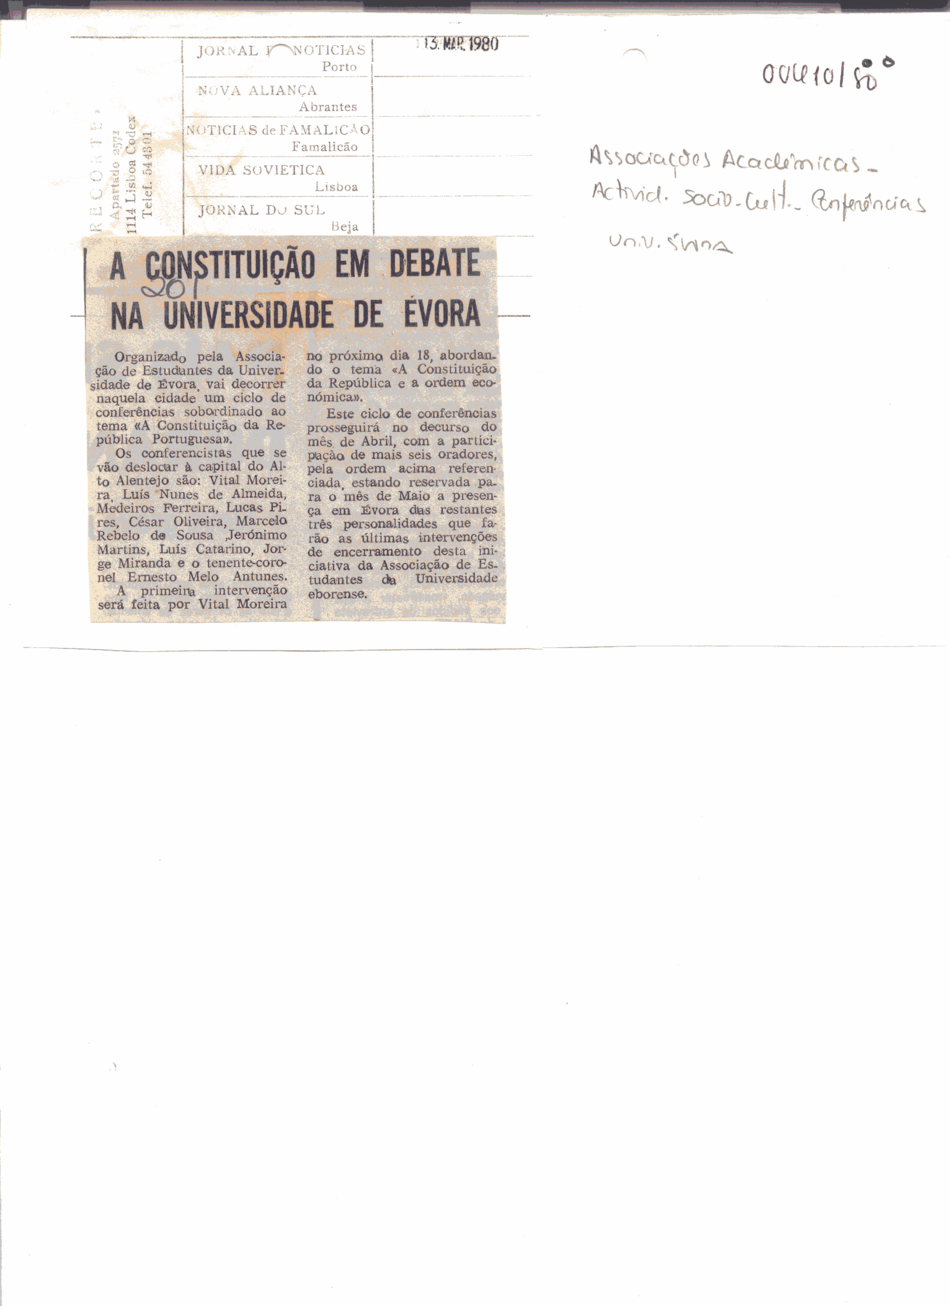 RECORTE
Apartado 2571
1114 Lisboa Codex
Telef. 544301
JORNAL NOTICIAS
Porto
NOVA ALIANÇA
Abrantes
NOTICIAS de FAMALICÃO
Famalicão
VIDA SOVIETICA
Lisboa
JORNAL DO SUL
Beja
13. MAR. 1980
Associações Académicas -
Activid. Socio-Cult. - Conferências
Univ. Évora
A CONSTITUIÇÃO EM DEBATE
201
NA UNIVERSIDADE DE ÉVORA
Organizado pela Associa-
ção de Estudantes da Univer-
sidade de Évora, vai decorrer
naquela cidade um ciclo de
conferências sobordinado ao
tema «A Constituição da Re-
pública Portuguesa».
Os conferencistas que se
vão deslocar à capital do Al-
to Alentejo são: Vital Morei-
ra, Luís Nunes de Almeida,
Medeiros Ferreira, Lucas Pi-
res, César Oliveira, Marcelo
Rebelo de Sousa ,Jerónimo
Martins, Luís Catarino, Jor-
ge Miranda e o tenente-coro-
nel Ernesto Melo Antunes.
A primeira intervenção
será feita por Vital Moreira
no próximo dia 18, abordan-
do o tema «A Constituição
da República e a ordem eco-
nómica».
Este ciclo de conferências
prosseguirá no decurso do
mês de Abril, com a partici-
pação de mais seis oradores,
pela ordem acima referen-
ciada, estando reservada pa-
ra o mês de Maio a presen-
ça em Évora das restantes
três personalidades que fa-
rão as últimas intervenções
de encerramento desta ini-
ciativa da Associação de Es-
tudantes da Universidade
eborense.